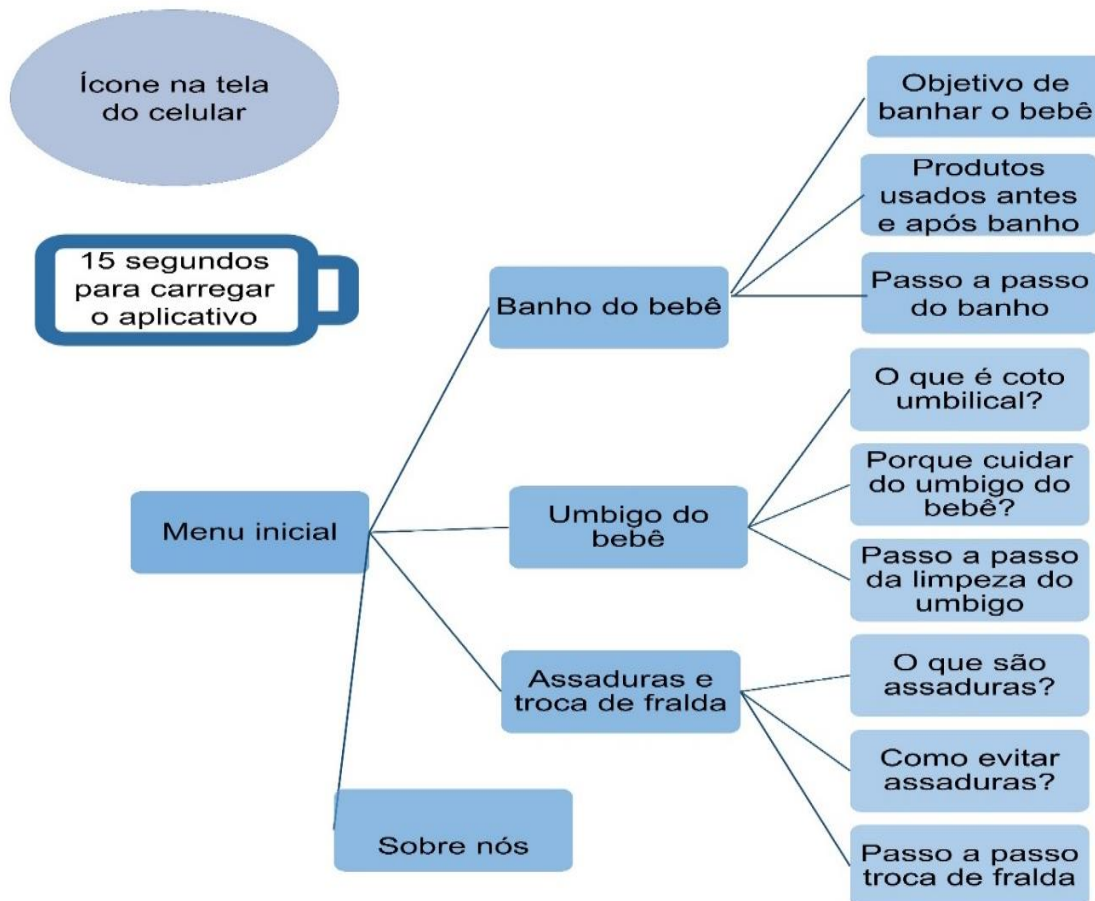 Ícone na tela
do celular
15 segundos
para carregar
o aplicativo
Menu inicial
Banho do bebê
Objetivo de
banhar o bebê
Produtos
usados antes
e após banho
Passo a passo
do banho
Umbigo do
bebê
O que é coto
umbilical?
Porque cuidar
do umbigo do
bebê?
Passo a passo
da limpeza do
umbigo
Assaduras e
troca de fralda
O que são
assaduras?
Como evitar
assaduras?
Passo a passo
troca de fralda
Sobre nós